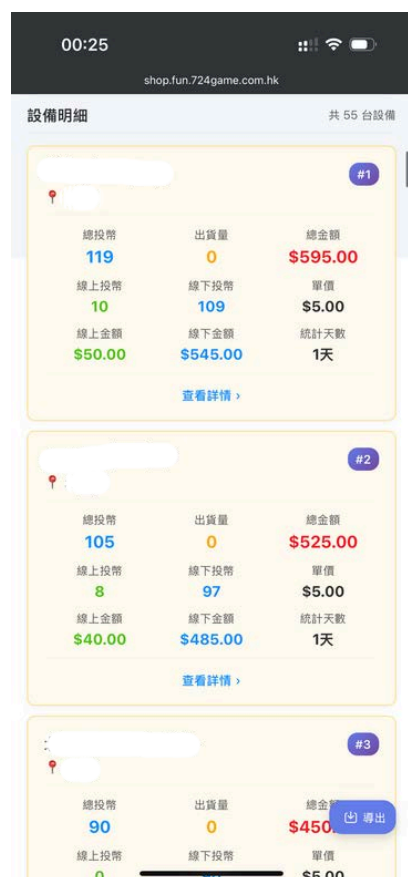 00:25
shop.fun.724game.com.hk
設備明細 共 55 台設備
#1
總投幣 出貨量 總金額
119 0 $595.00
線上投幣 線下投幣 單價
10 109 $5.00
線上金額 線下金額 統計天數
$50.00 $545.00 1天
查看詳情 ›
#2
總投幣 出貨量 總金額
105 0 $525.00
線上投幣 線下投幣 單價
8 97 $5.00
線上金額 線下金額 統計天數
$40.00 $485.00 1天
查看詳情 ›
#3
總投幣 出貨量 總金
90 0 $450
導出
線上投幣 線下投幣 單價
0 $5.00